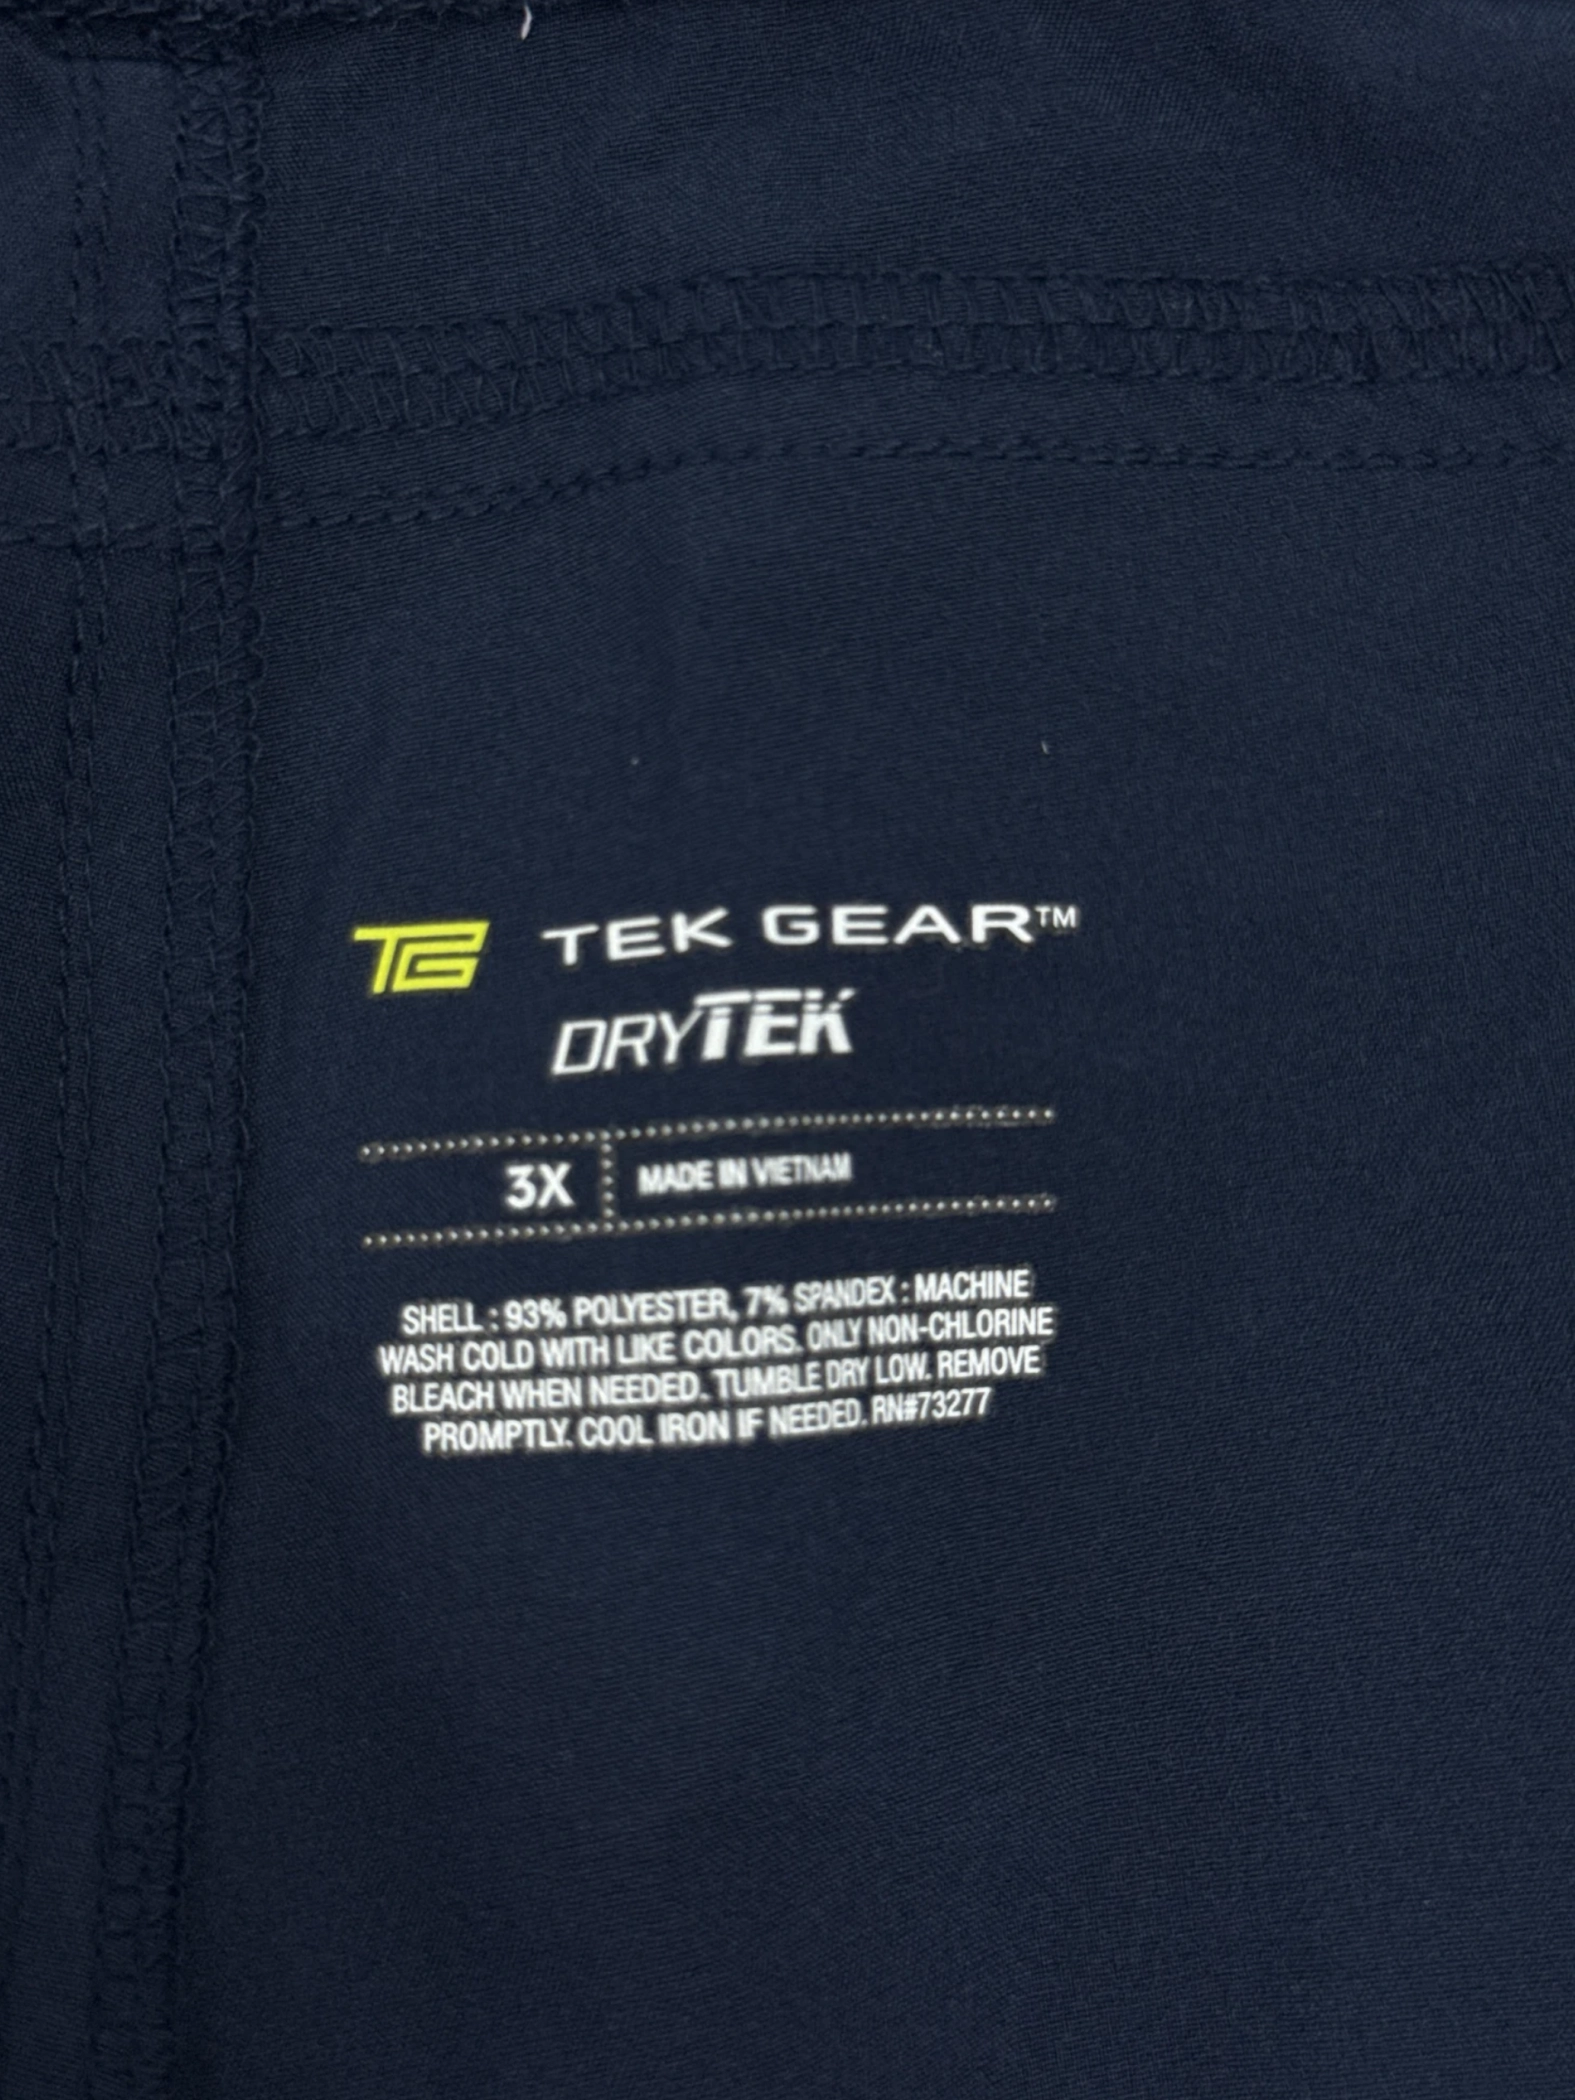 TG TEK GEAR™
DRYTEK
3X MADE IN VIETNAM
SHELL : 93% POLYESTER, 7% SPANDEX : MACHINE
WASH COLD WITH LIKE COLORS. ONLY NON-CHLORINE
BLEACH WHEN NEEDED. TUMBLE DRY LOW. REMOVE
PROMPTLY. COOL IRON IF NEEDED. RN#73277